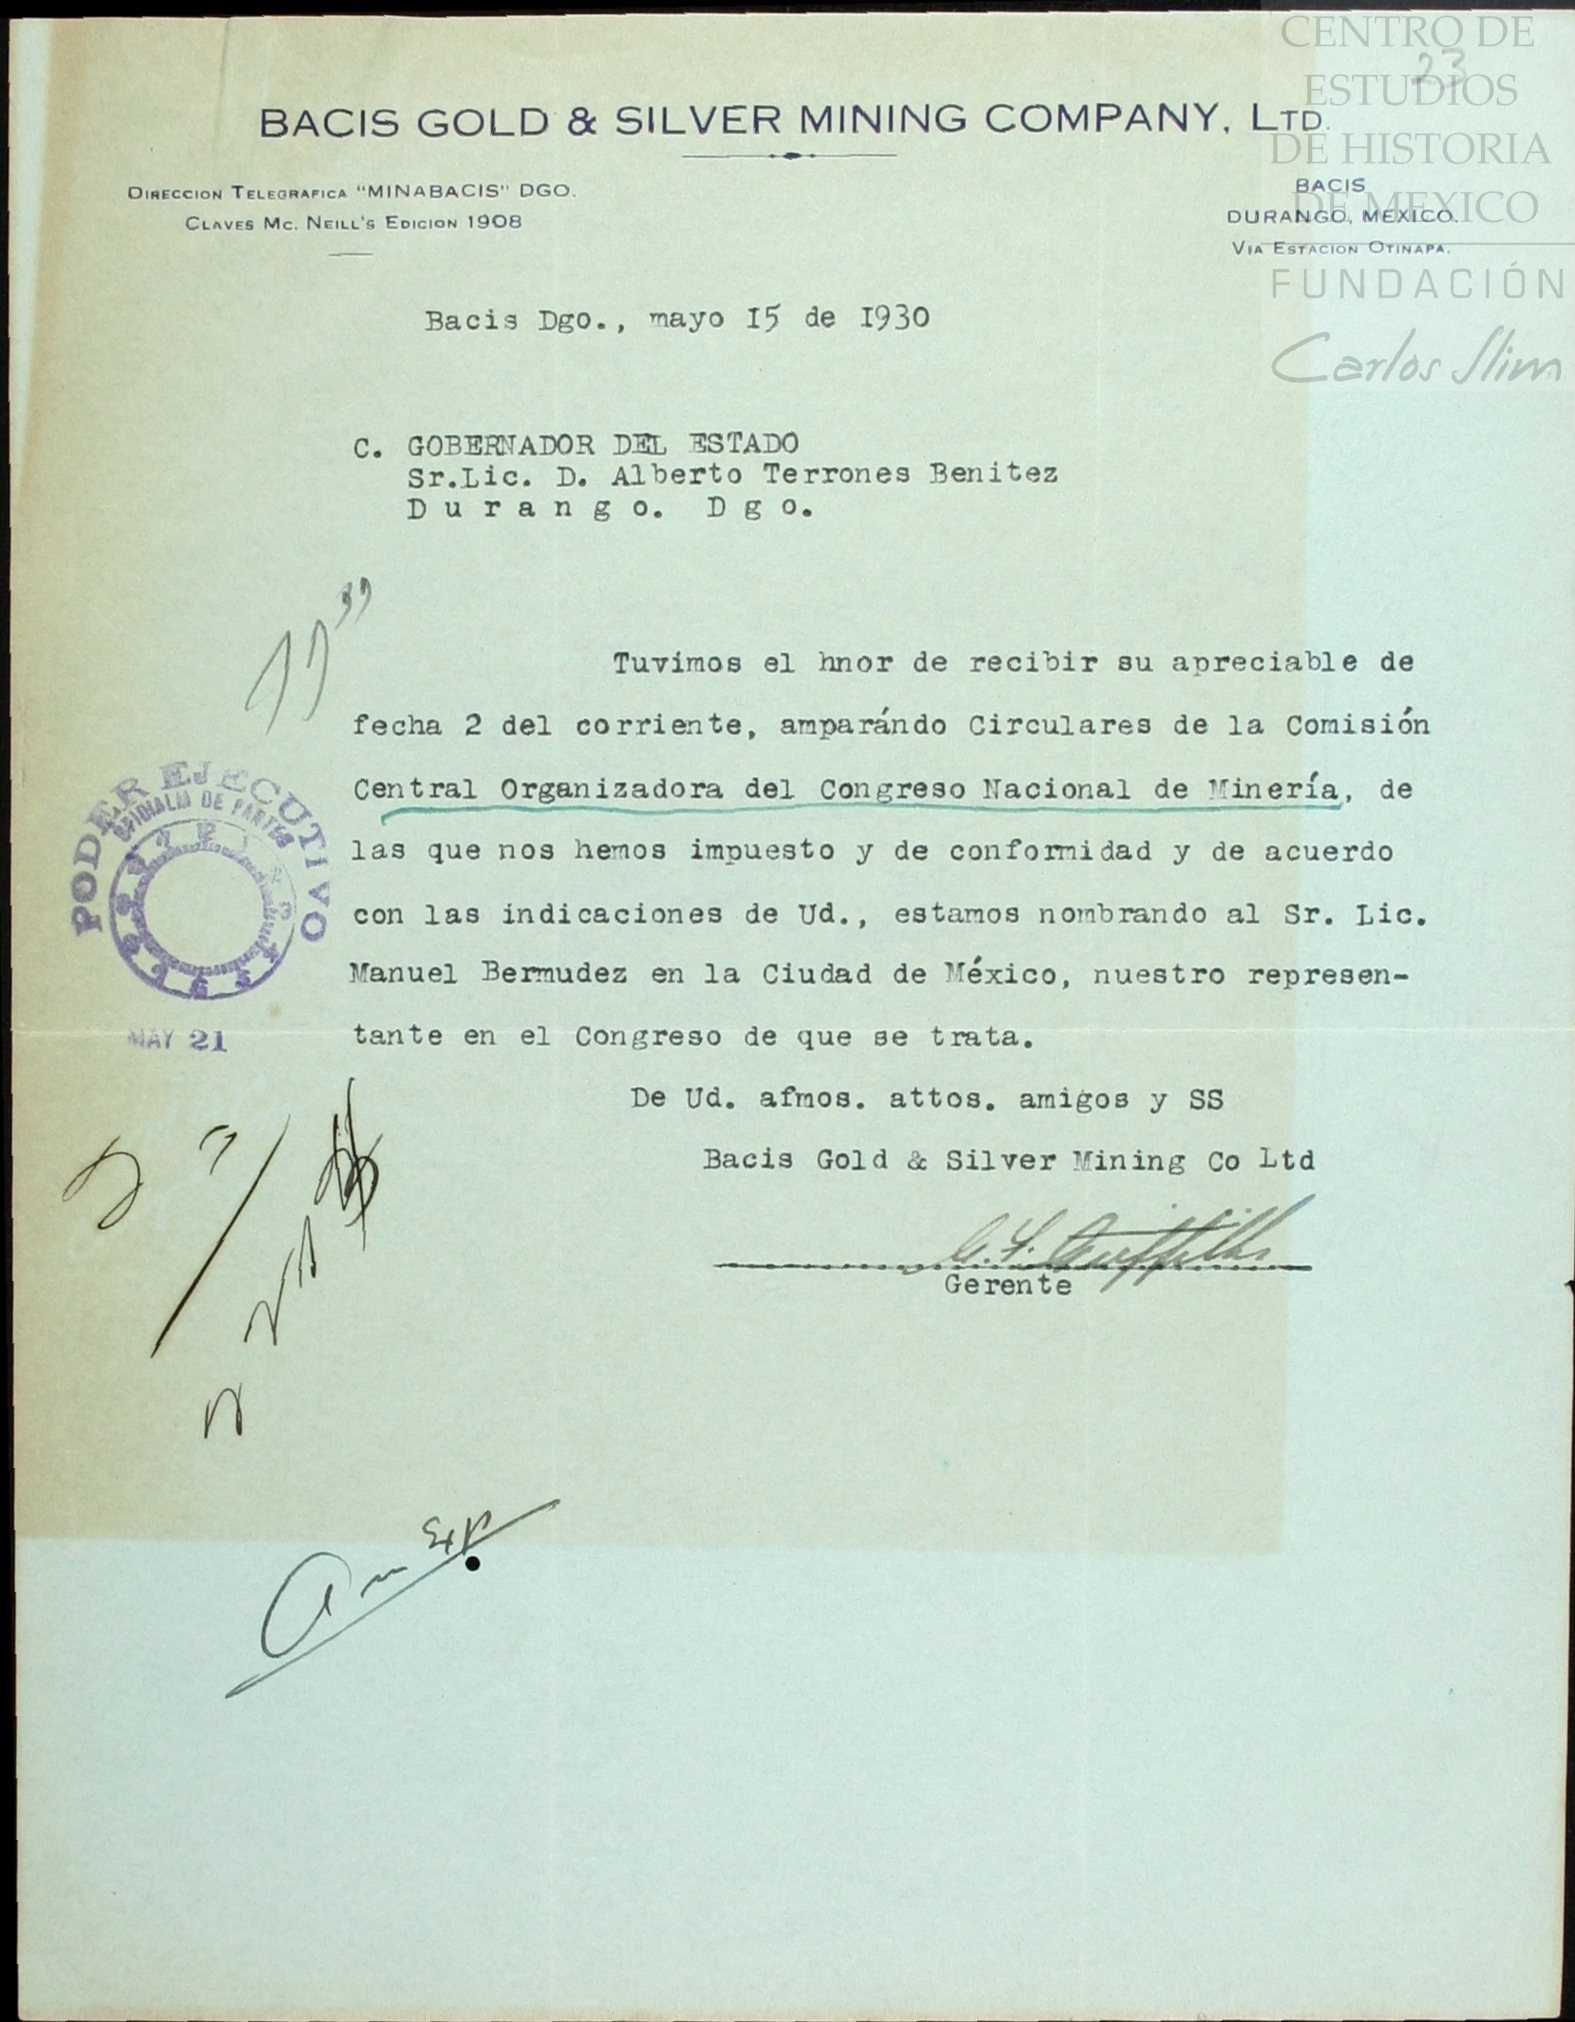 CENTRO DE
ESTUDIOS
DE HISTORIA
DE MEXICO
FUNDACIÓN
Carlos Slim
23
BACIS GOLD & SILVER MINING COMPANY, LTD.
DIRECCION TELEGRAFICA "MINABACIS" DGO.
CLAVES MC. NEILL'S EDICION 1908
BACIS
DURANGO, MEXICO.
VIA ESTACION OTINAPA.
Bacis Dgo., mayo 15 de 1930
C. GOBERNADOR DEL ESTADO
Sr.Lic. D. Alberto Terrones Benitez
D u r a n g o. D g o.
Tuvimos el hnor de recibir su apreciable de
fecha 2 del corriente, amparándo Circulares de la Comisión
Central Organizadora del Congreso Nacional de Minería, de
las que nos hemos impuesto y de conformidad y de acuerdo
con las indicaciones de Ud., estamos nombrando al Sr. Lic.
Manuel Bermudez en la Ciudad de México, nuestro represen-
tante en el Congreso de que se trata.
De Ud. afmos. attos. amigos y SS
Bacis Gold & Silver Mining Co Ltd
Gerente
PODER EJECUTIVO
OFICIALIA DE PARTES
MAY 21